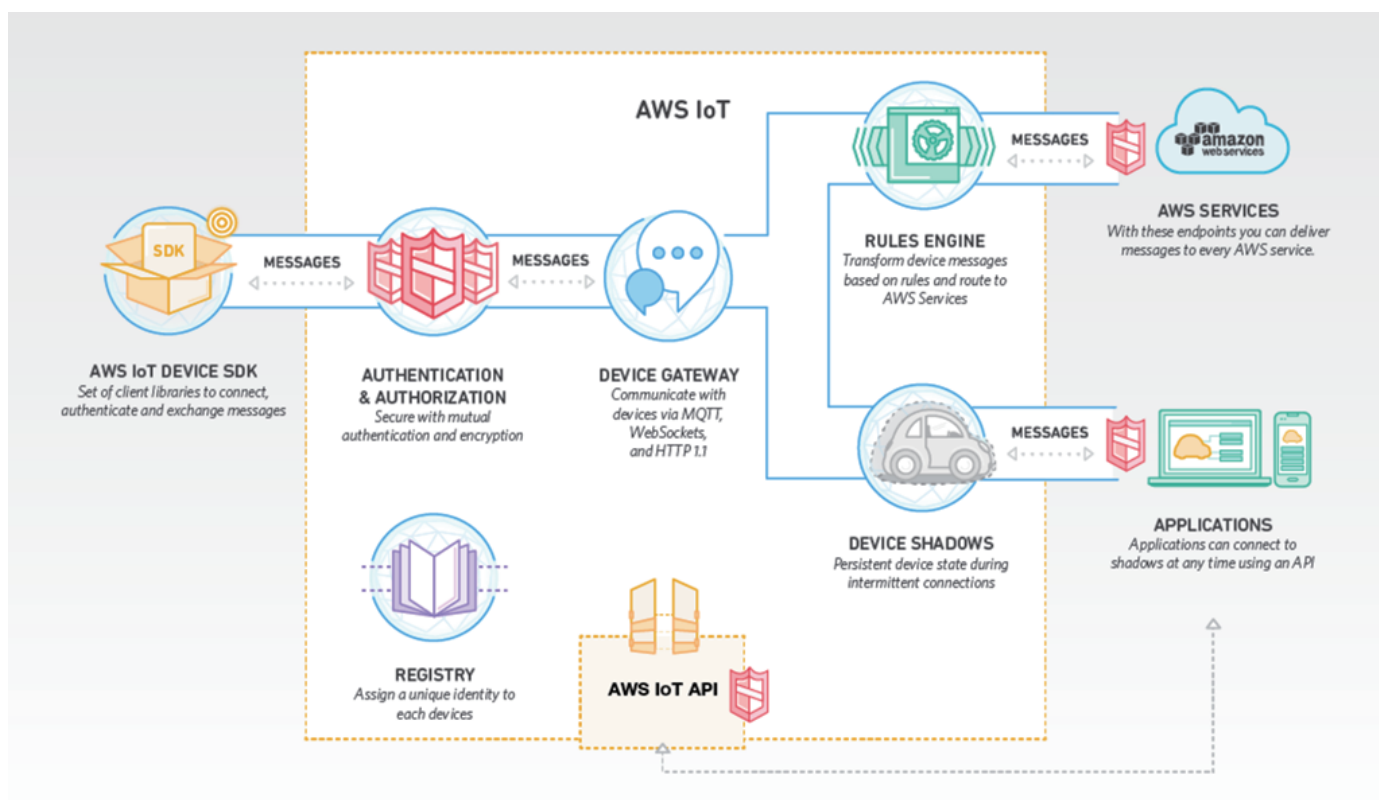 AWS IoT
SDK
MESSAGES
MESSAGES
MESSAGES
amazon
webservices
AWS SERVICES
With these endpoints you can deliver
messages to every AWS service.
RULES ENGINE
Transform device messages
based on rules and route to
AWS Services
AWS IoT DEVICE SDK
Set of client libraries to connect,
authenticate and exchange messages
AUTHENTICATION
& AUTHORIZATION
Secure with mutual
authentication and encryption
DEVICE GATEWAY
Communicate with
devices via MQTT,
WebSockets,
and HTTP 1.1
MESSAGES
DEVICE SHADOWS
Persistent device state during
intermittent connections
APPLICATIONS
Applications can connect to
shadows at any time using an API
REGISTRY
Assign a unique identity to
each devices
AWS IoT API